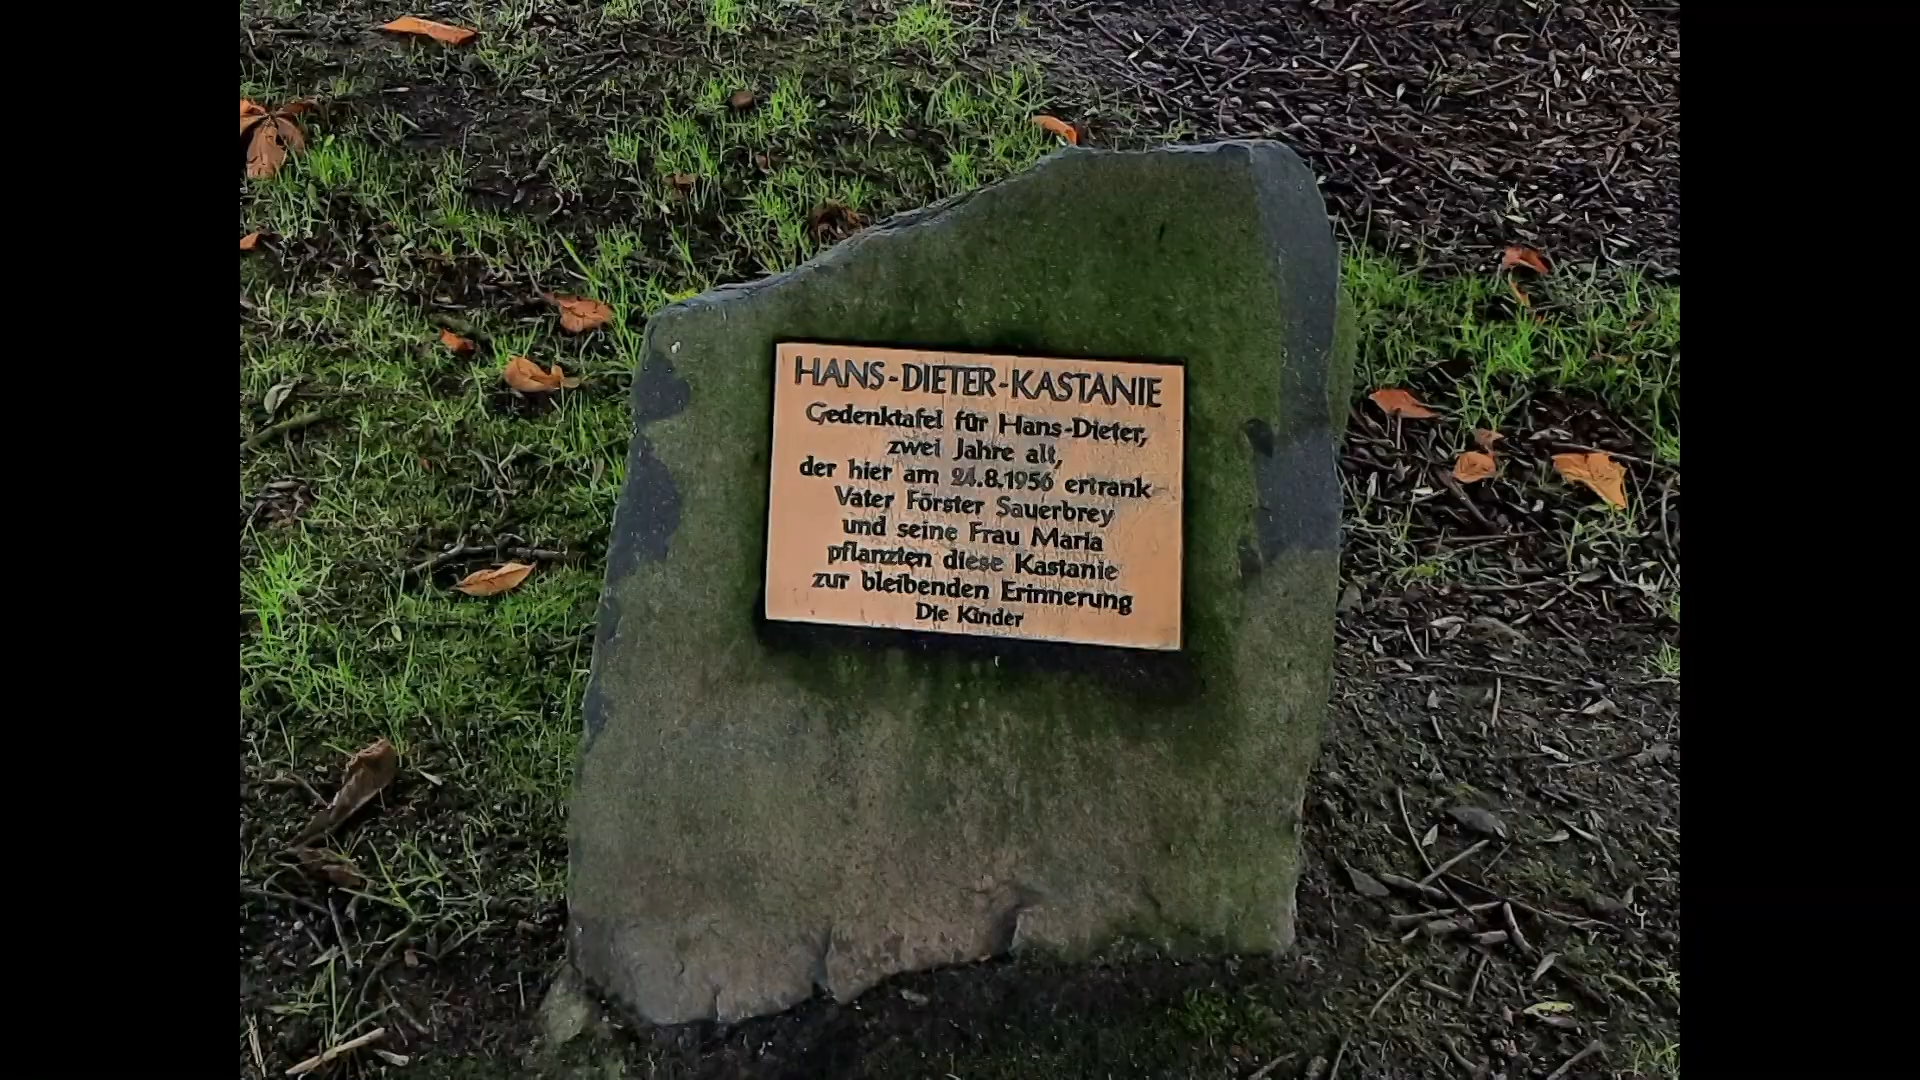 HANS-DIETER-KASTANIE
Gedenktafel für Hans-Dieter,
zwei Jahre alt,
der hier am 24.8.1956 ertrank
Vater Förster Sauerbrey
und seine Frau Maria
pflanzten diese Kastanie
zur bleibenden Erinnerung
Die Kinder